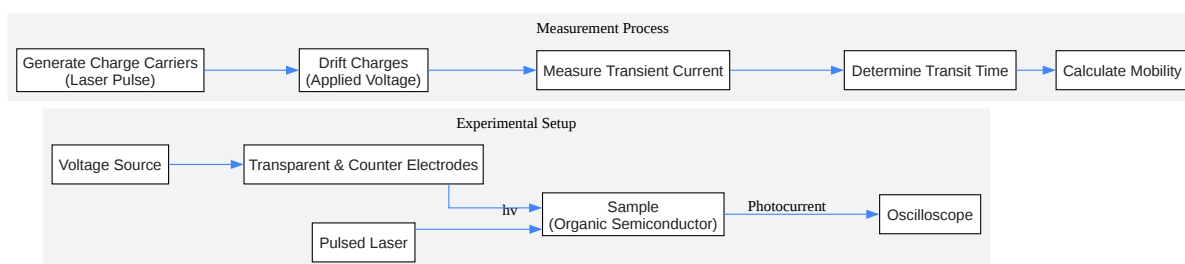 Measurement Process
Generate Charge Carriers
(Laser Pulse)
Drift Charges
(Applied Voltage)
Measure Transient Current
Determine Transit Time
Calculate Mobility
Experimental Setup
Voltage Source
Transparent & Counter Electrodes
hν
Sample
(Organic Semiconductor)
Photocurrent
Oscilloscope
Pulsed Laser